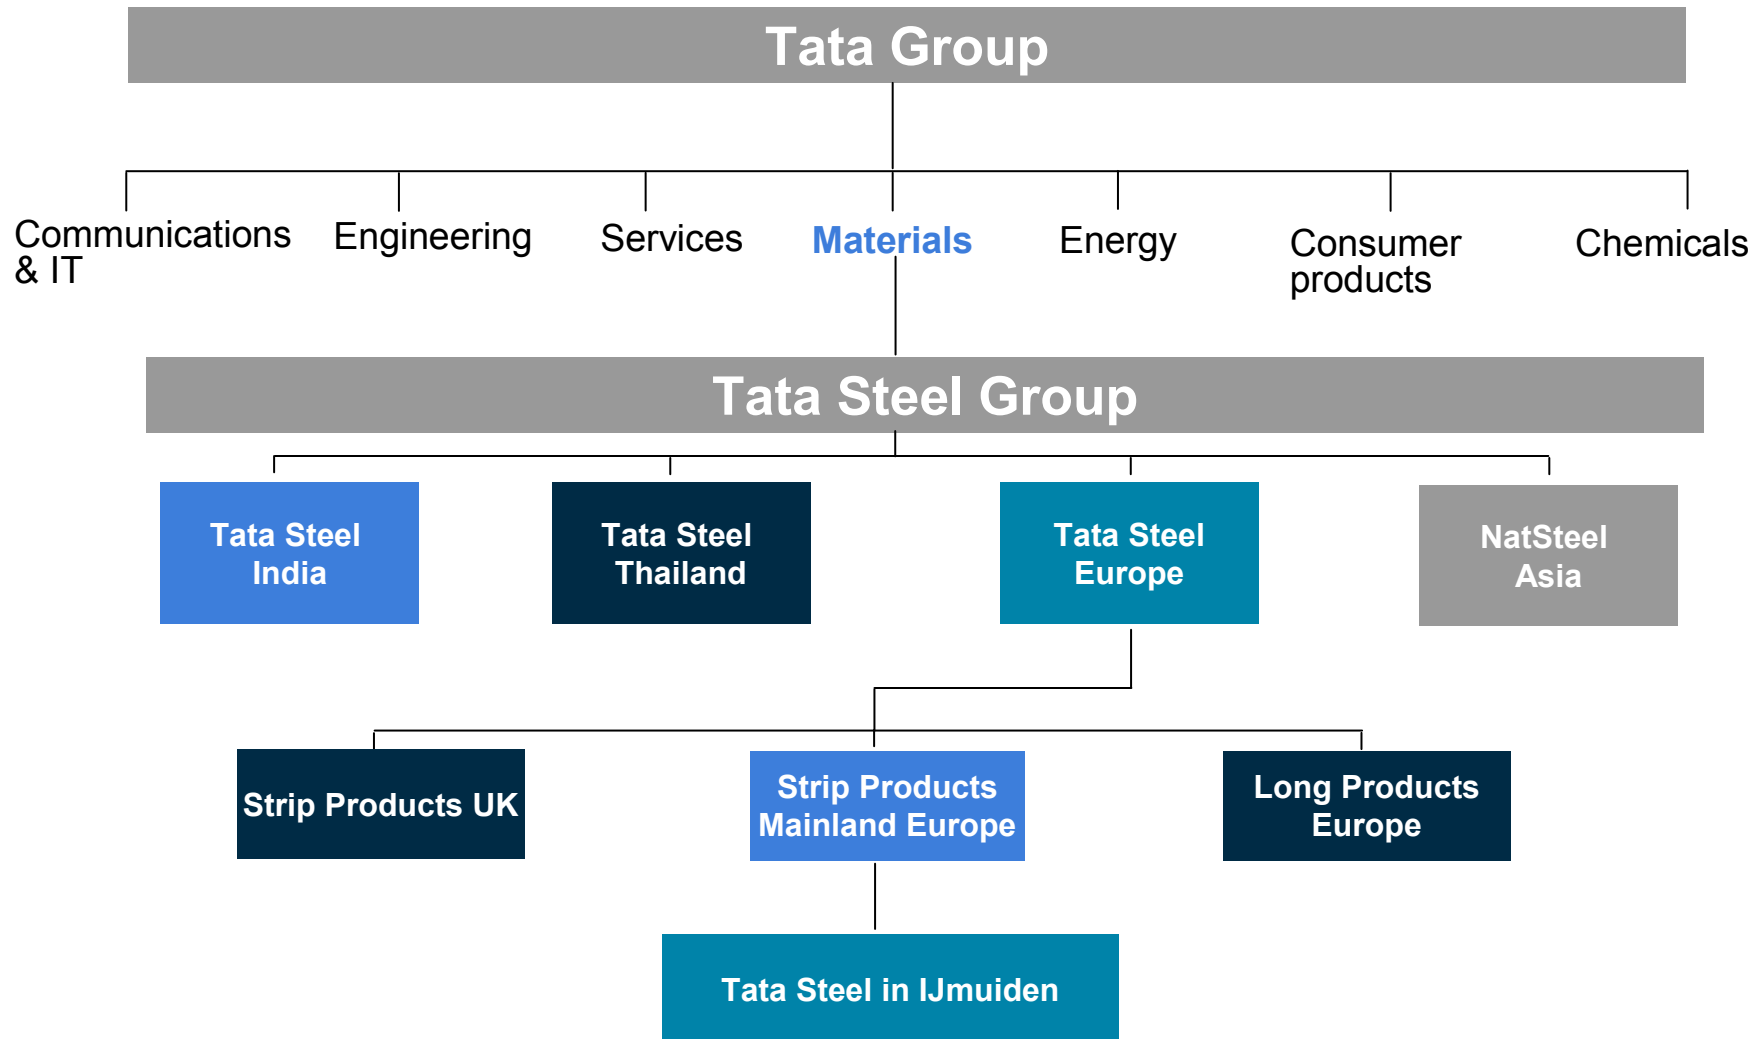 Tata Group
Communications
& IT
Engineering
Services
Materials
Energy
Consumer
products
Chemicals
Tata Steel Group
Tata Steel
India
Tata Steel
Thailand
Tata Steel
Europe
NatSteel
Asia
Strip Products UK
Strip Products
Mainland Europe
Long Products
Europe
Tata Steel in IJmuiden